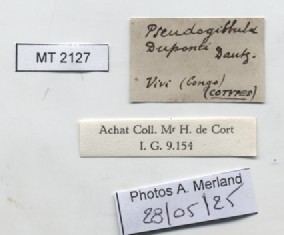 MT 2127
Pseudogibbula
Duponti Dautz.
Vivi (Congo)
(COTYPES)
Achat Coll. Mr H. de Cort
I. G. 9.154
Photos A. Merland
23/05/25